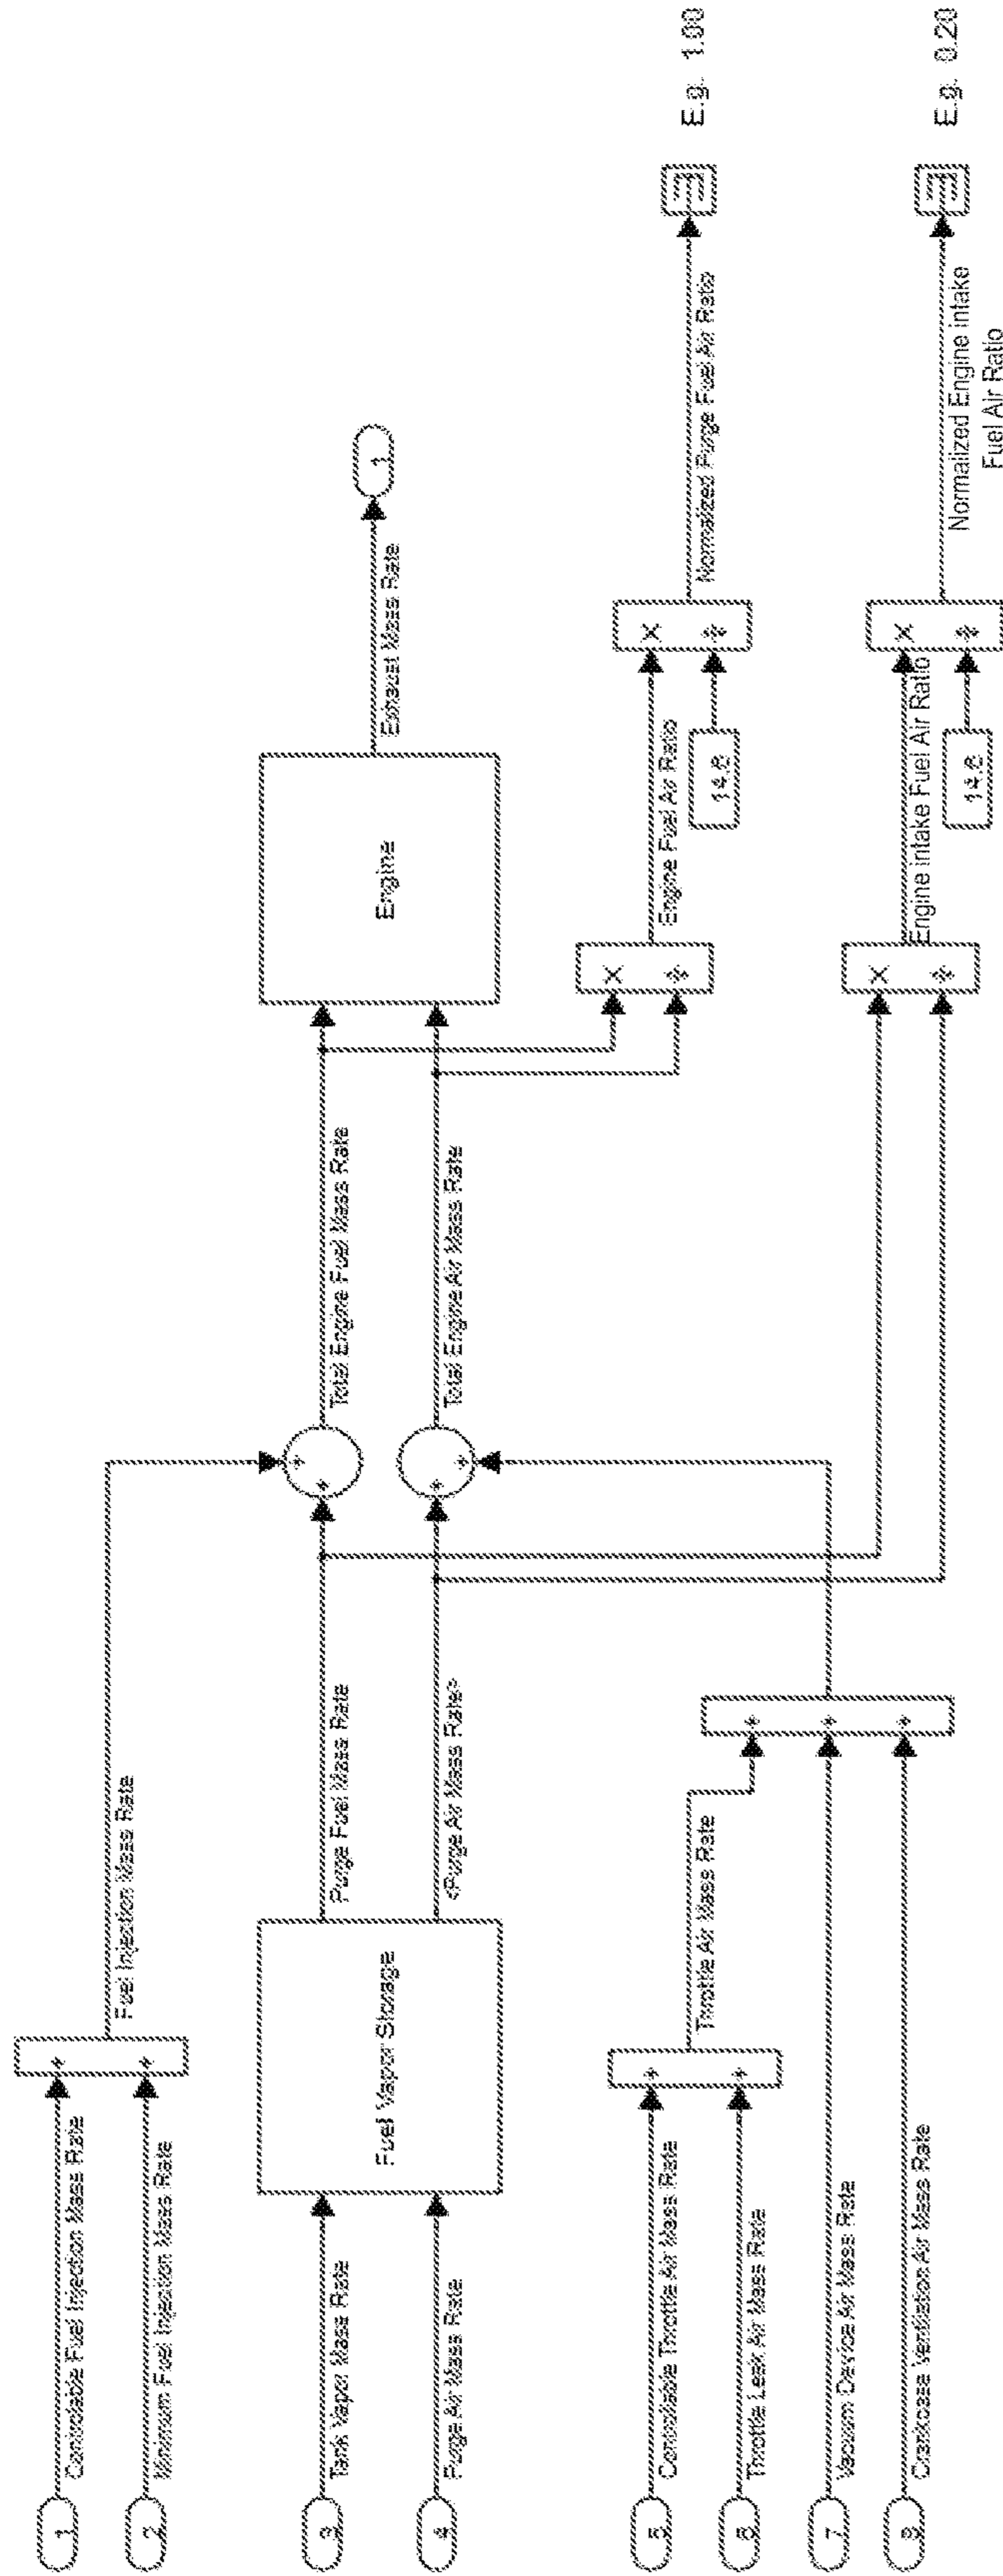 1
Controllable Fuel Injection Mass Rate
2
Minimum Fuel Injection Mass Rate
+
+
Fuel Injection Mass Rate
3
Tank Vapor Mass Rate
4
Purge Air Mass Rate
Fuel Vapor Storage
Purge Fuel Mass Rate
<Purge Air Mass Rate>
+
+
+
+
Total Engine Fuel Mass Rate
Total Engine Air Mass Rate
Engine
Exhaust Mass Rate
1
5
Controllable Throttle Air Mass Rate
6
Throttle Leak Air Mass Rate
+
+
Throttle Air Mass Rate
7
Vacuum Device Air Mass Rate
8
Crankcase Ventilation Air Mass Rate
+
+
+
×
÷
Engine Fuel Air Ratio
14.6
×
÷
Normalized Purge Fuel Air Ratio
E.g. 1.00
×
÷
Engine intake Fuel Air Ratio
14.6
×
÷
Normalized Engine intake
Fuel Air Ratio
E.g. 0.20